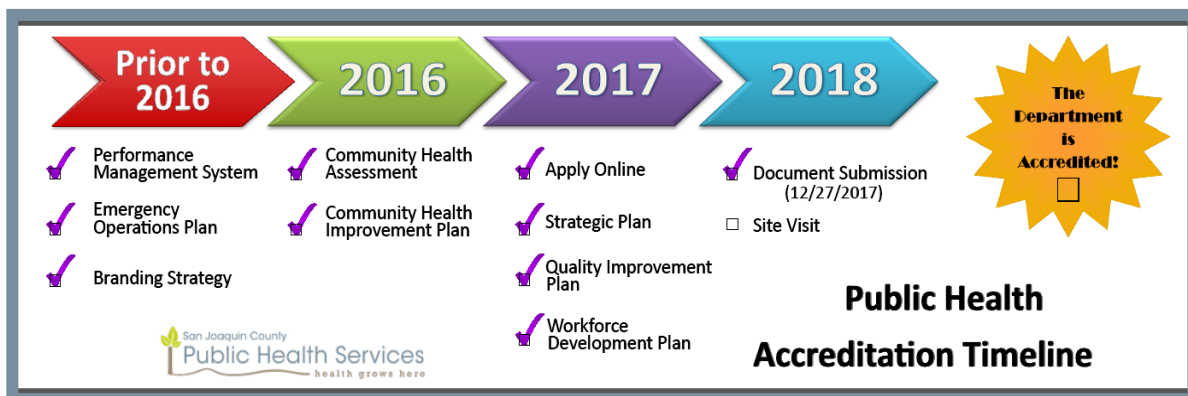 Prior to
2016
2016
2017
2018
The
Department
is
Accredited!
Performance
Management System
Emergency
Operations Plan
Branding Strategy
Community Health
Assessment
Community Health
Improvement Plan
Apply Online
Strategic Plan
Quality Improvement
Plan
Workforce
Development Plan
Document Submission
(12/27/2017)
Site Visit
San Joaquin County
Public Health Services
health grows here
Public Health
Accreditation Timeline